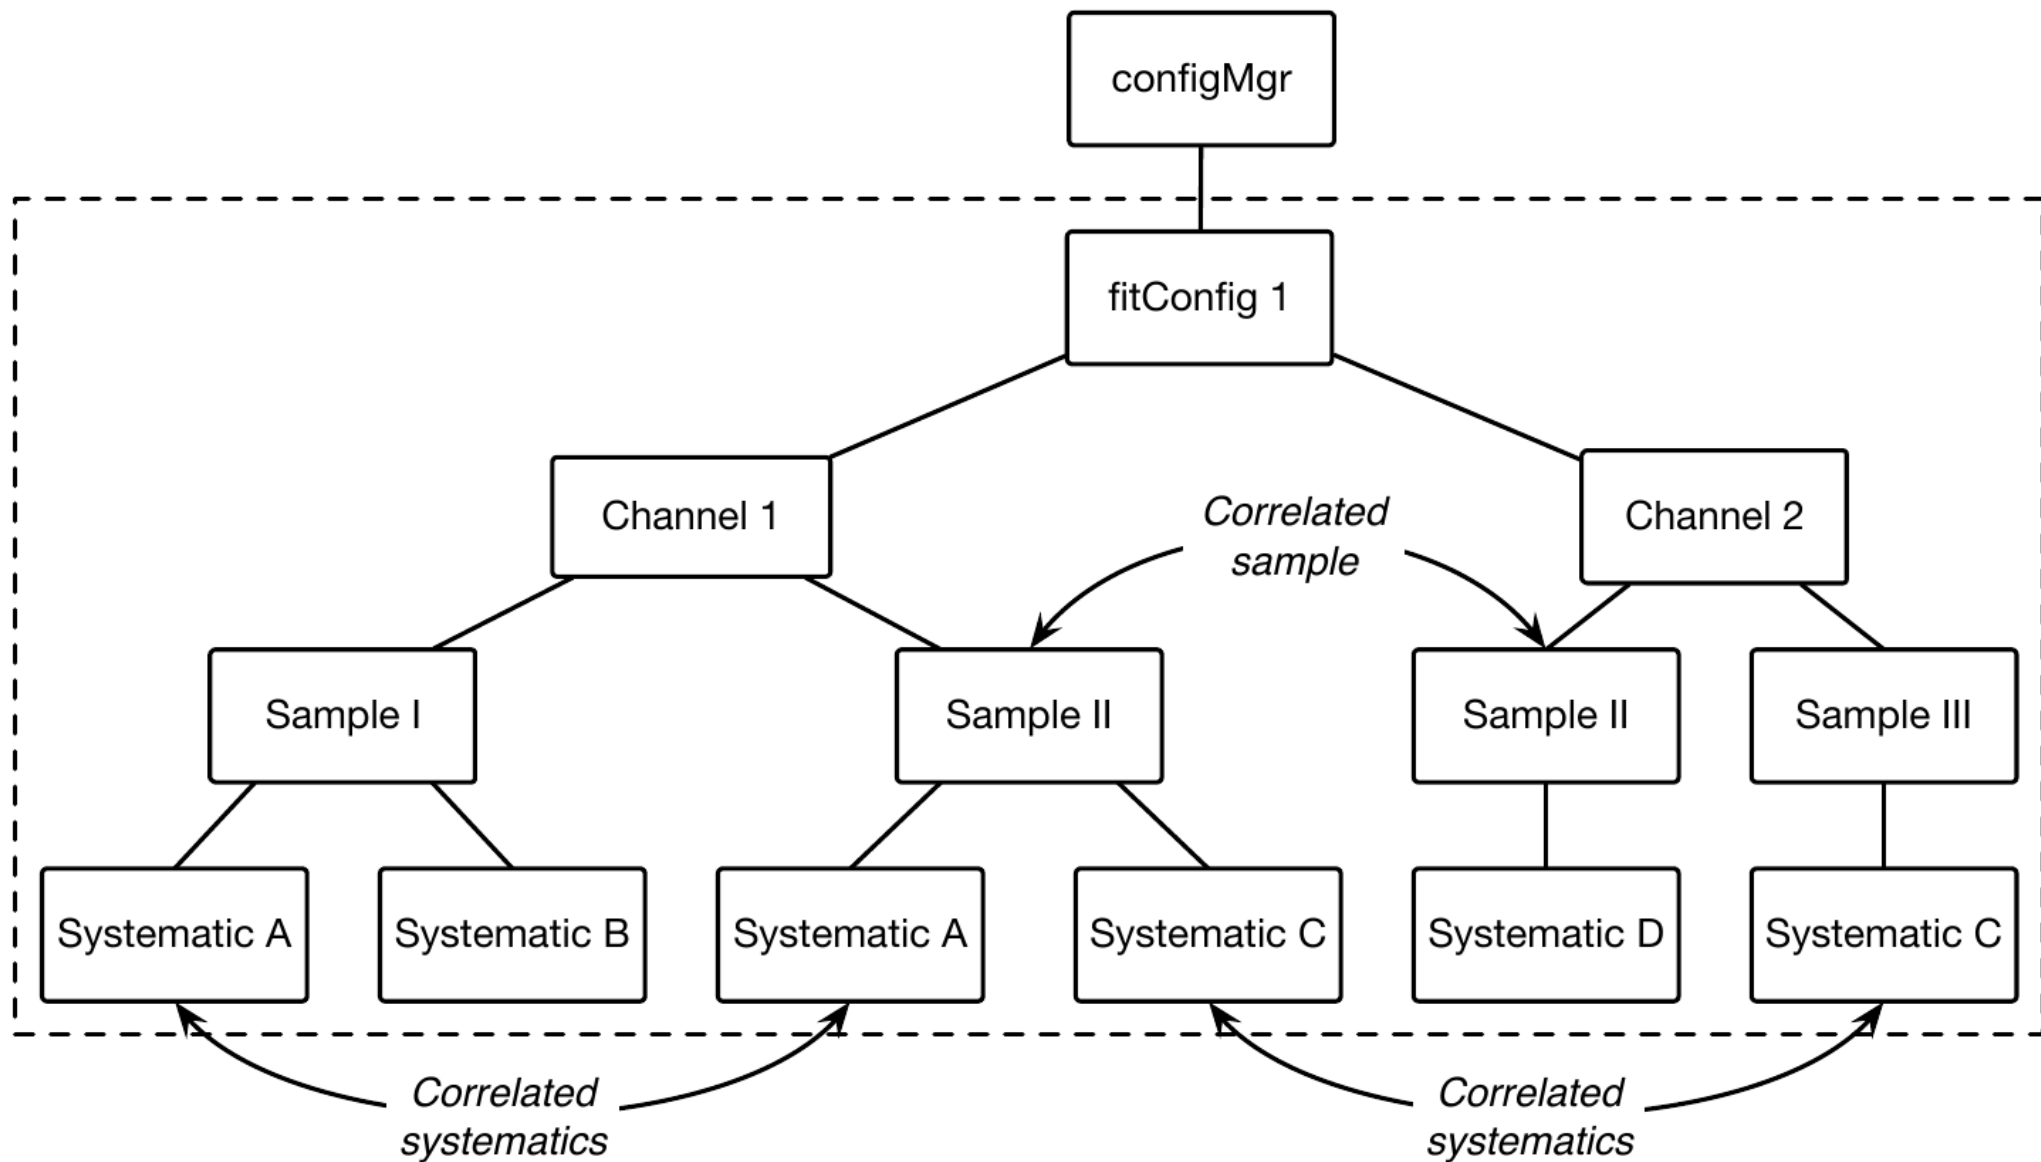 configMgr
fitConfig 1
Channel 1
Correlated
sample
Channel 2
Sample I
Sample II
Sample II
Sample III
Systematic A
Systematic B
Systematic A
Systematic C
Systematic D
Systematic C
Correlated
systematics
Correlated
systematics